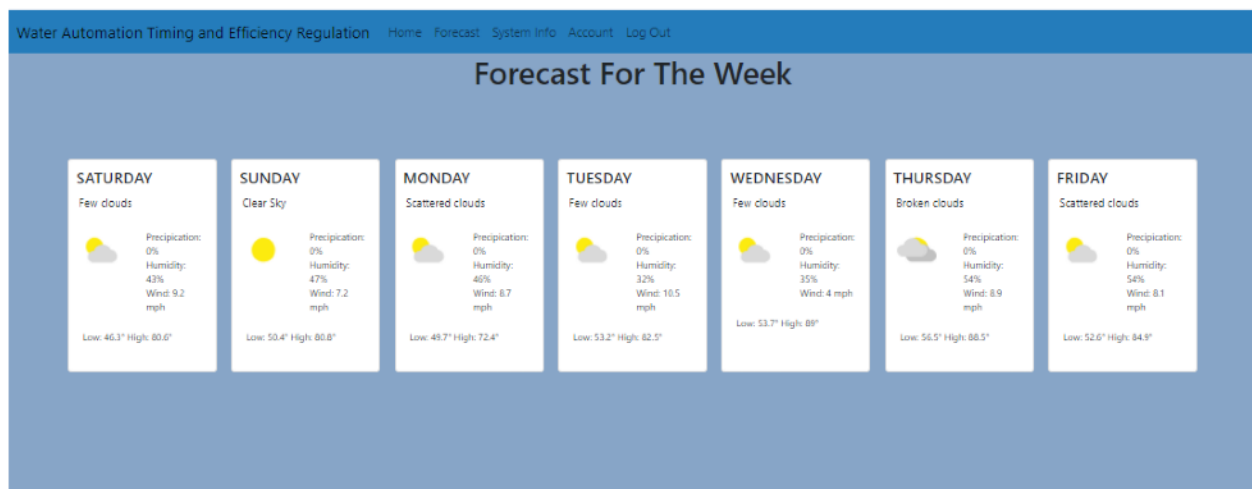 Water Automation Timing and Efficiency Regulation Home Forecast System Info Account Log Out
Forecast For The Week
SATURDAY
Few clouds
Precipication:
0%
Humidity:
43%
Wind: 9.2
mph
Low: 46.3° High: 80.6°
SUNDAY
Clear Sky
Precipication:
0%
Humidity:
47%
Wind: 7.2
mph
Low: 50.4° High: 80.8°
MONDAY
Scattered clouds
Precipication:
0%
Humidity:
46%
Wind: 8.7
mph
Low: 49.7° High: 72.4°
TUESDAY
Few clouds
Precipication:
0%
Humidity:
32%
Wind: 10.5
mph
Low: 53.2° High: 82.5°
WEDNESDAY
Few clouds
Precipication:
0%
Humidity:
35%
Wind: 4 mph
Low: 53.7° High: 89°
THURSDAY
Broken clouds
Precipication:
0%
Humidity:
54%
Wind: 8.9
mph
Low: 56.5° High: 88.5°
FRIDAY
Scattered clouds
Precipication:
0%
Humidity:
54%
Wind: 8.1
mph
Low: 52.6° High: 84.9°